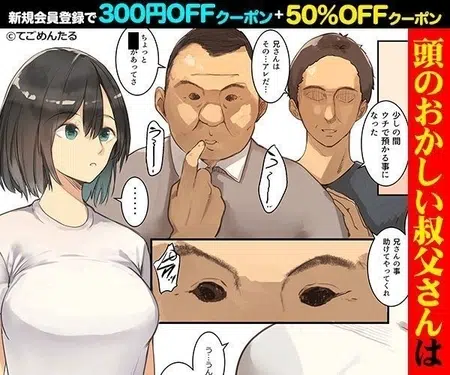 新規会員登録で300円OFFクーポン+50%OFFクーポン
©てごめんたる
頭のおかしい叔父さんは
少しの間
ウチで預かる事に
なった
兄さんは
その…アレだ…
ちょっと
があってさ
……
……
兄さんの事
助けてやってくれ
う…うん